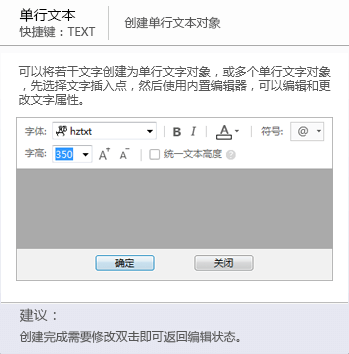 单行文本
快捷键：TEXT
创建单行文本对象
可以将若干文字创建为单行文字对象，或多个单行文字对象
，先选择文字插入点，然后使用内置编辑器，可以编辑和更
改文字属性。
字体: hztxt B I A 符号: @
字高: 350 A A 统一文本高度 ?
确定 关闭
建议：
创建完成需要修改双击即可返回编辑状态。